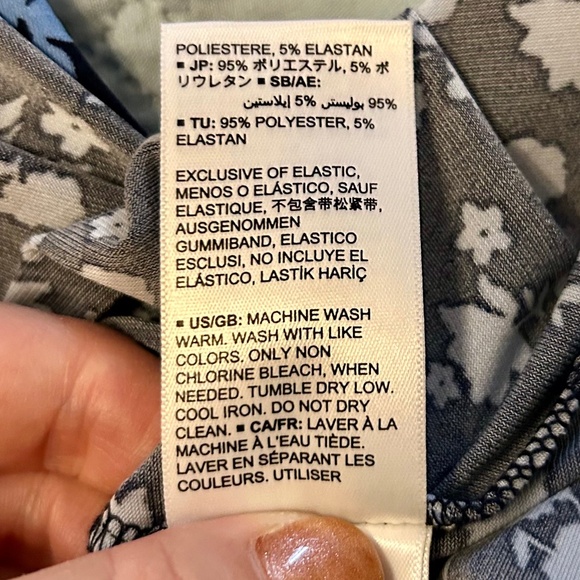 POLIESTERE, 5% ELASTAN
▪ JP: 95% ポリエステル, 5% ポ
リウレタン ▪ SB/AE:
95% بوليستر, 5% إيلاستين
▪ TU: 95% POLYESTER, 5%
ELASTAN
EXCLUSIVE OF ELASTIC,
MENOS O ELÁSTICO, SAUF
ELASTIQUE, 不包含带松紧带,
AUSGENOMMEN
GUMMIBAND, ELASTICO
ESCLUSI, NO INCLUYE EL
ELÁSTICO, LASTİK HARİÇ
▪ US/GB: MACHINE WASH
WARM. WASH WITH LIKE
COLORS. ONLY NON
CHLORINE BLEACH, WHEN
NEEDED. TUMBLE DRY LOW.
COOL IRON. DO NOT DRY
CLEAN. ▪ CA/FR: LAVER À LA
MACHINE À L'EAU TIÈDE.
LAVER EN SÉPARANT LES
COULEURS. UTILISER